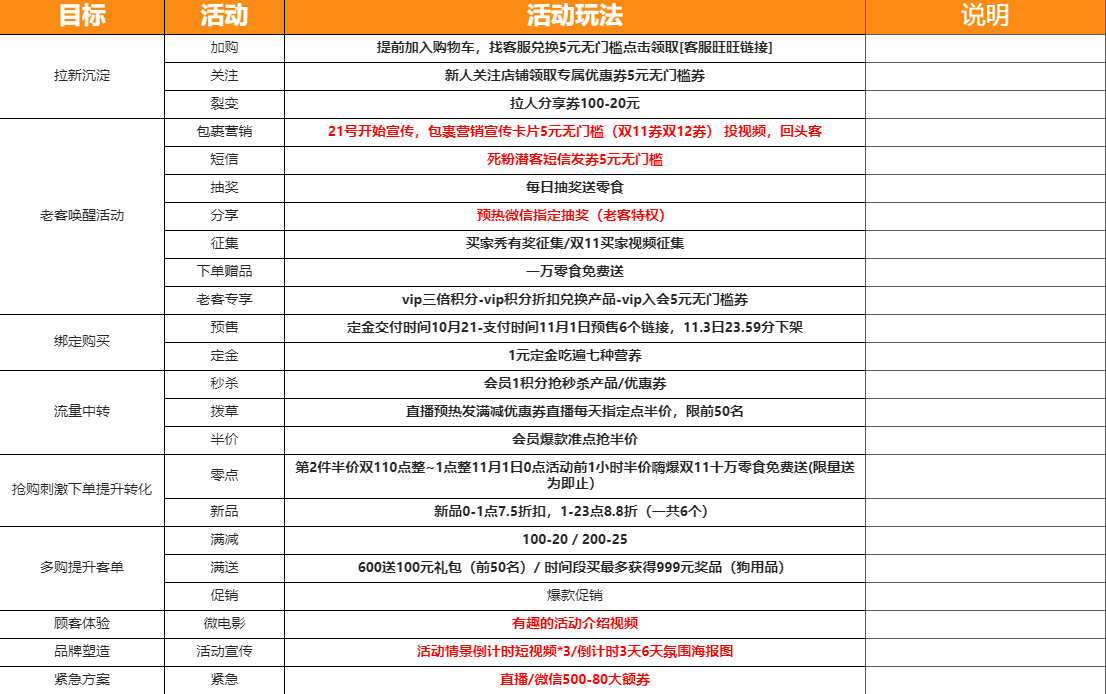 目标 活动 活动玩法 说明
拉新沉淀 加购 提前加入购物车，找客服兑换5元无门槛点击领取[客服旺旺链接]
关注 新人关注店铺领取专属优惠券5元无门槛券
裂变 拉人分享券100-20元
老客唤醒活动 包裹营销 21号开始宣传，包裹营销宣传卡片5元无门槛（双11券双12券） 投视频，回头客
短信 死粉潜客短信发券5元无门槛
抽奖 每日抽奖送零食
分享 预热微信指定抽奖（老客特权）
征集 买家秀有奖征集/双11买家视频征集
下单赠品 一万零食免费送
老客专享 vip三倍积分-vip积分折扣兑换产品-vip入会5元无门槛券
绑定购买 预售 定金交付时间10月21-支付时间11月1日预售6个链接，11.3日23.59分下架
定金 1元定金吃遍七种营养
流量中转 秒杀 会员1积分抢秒杀产品/优惠券
拨草 直播预热发满减优惠券直播每天指定点半价，限前50名
半价 会员爆款准点抢半价
抢购刺激下单提升转化 零点 第2件半价双110点整~1点整11月1日0点活动前1小时半价嗨爆双11十万零食免费送(限量送
为即止）
新品 新品0-1点7.5折扣，1-23点8.8折（一共6个）
多购提升客单 满减 100-20 / 200-25
满送 600送100元礼包（前50名）/ 时间段买最多获得999元奖品（狗用品）
促销 爆款促销
顾客体验 微电影 有趣的活动介绍视频
品牌塑造 活动宣传 活动情景倒计时短视频*3/倒计时3天6天氛围海报图
紧急方案 紧急 直播/微信500-80大额券